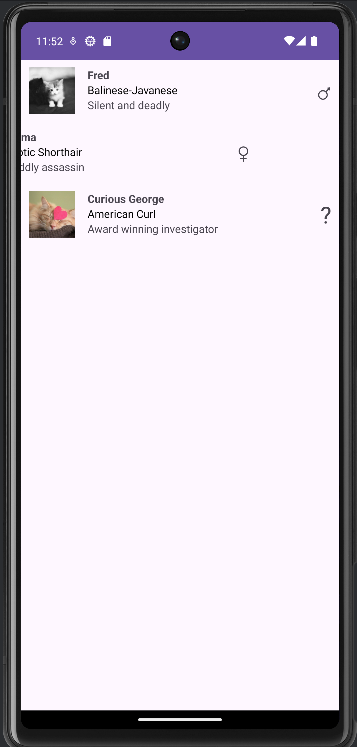 11:52
Fred
Balinese-Javanese
Silent and deadly
ma
otic Shorthair
ddly assassin
Curious George
American Curl
Award winning investigator
?